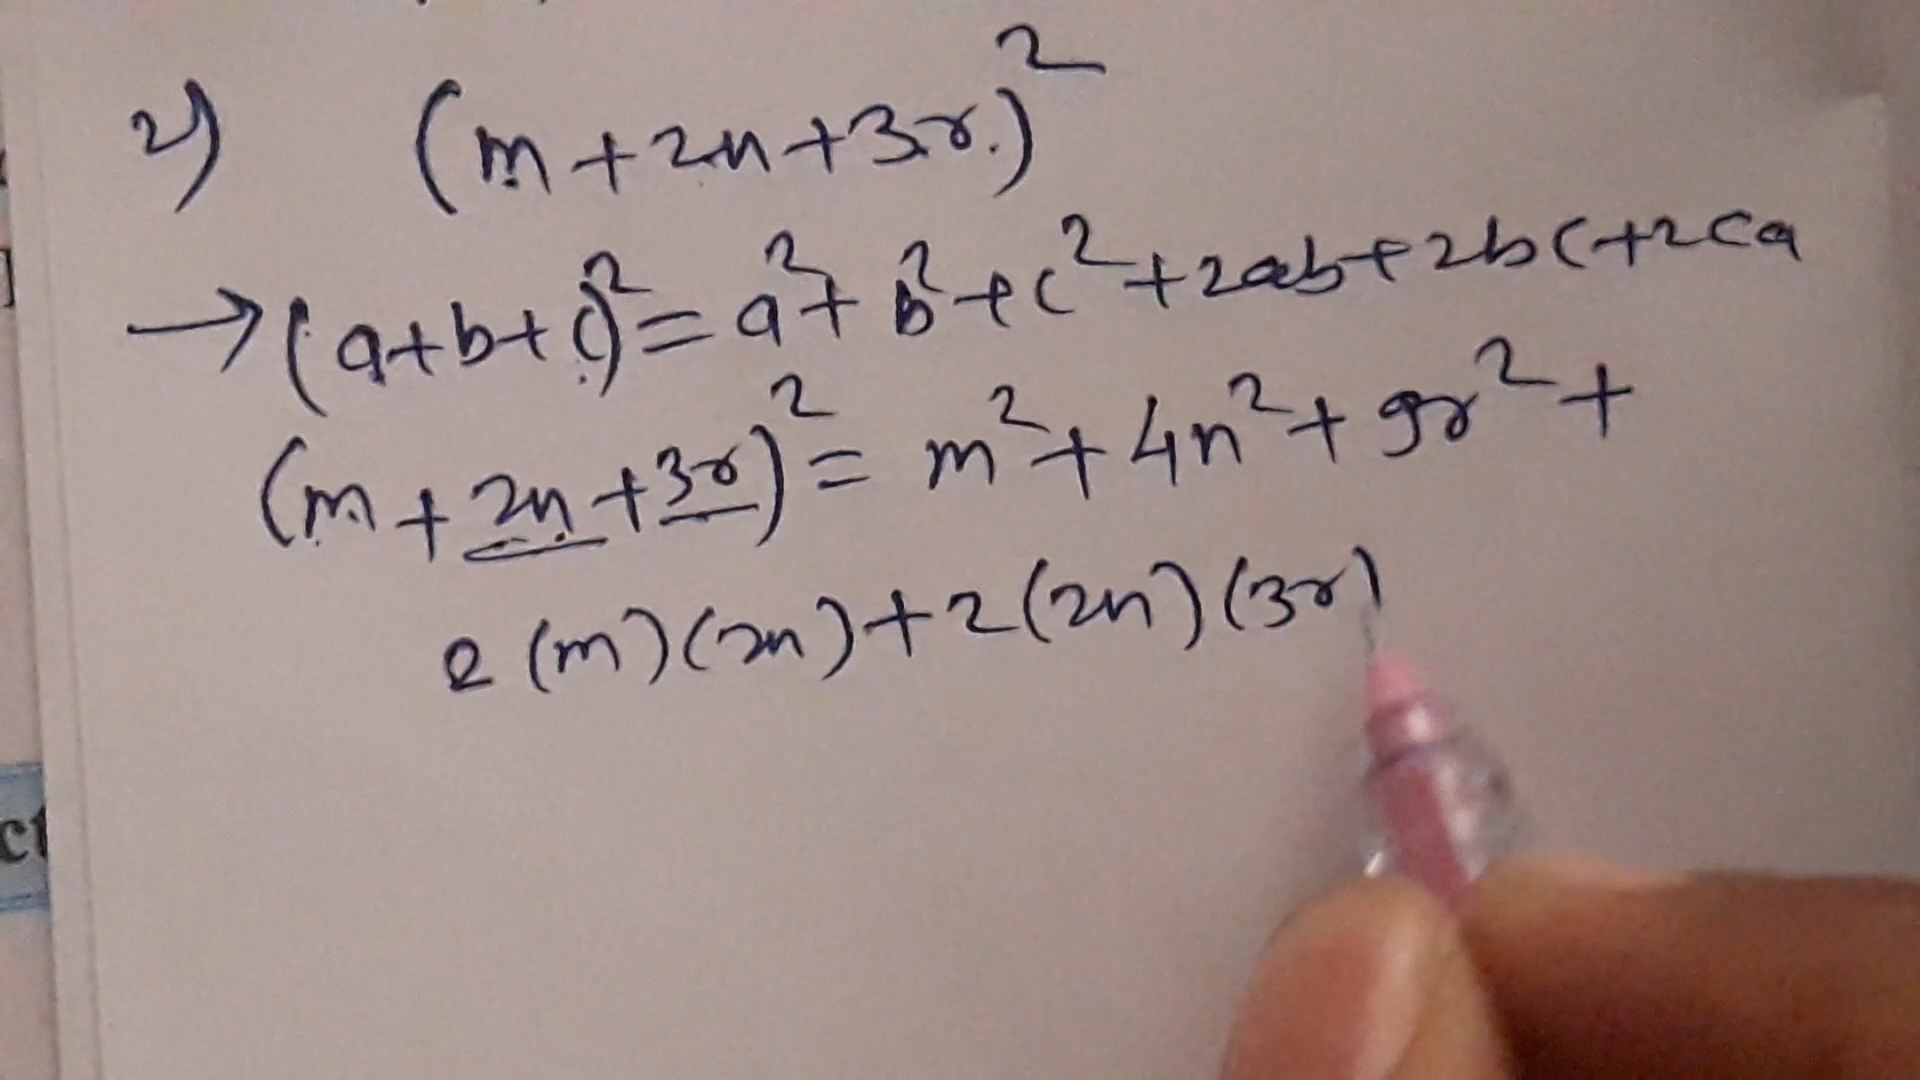 2) (m+2n+3r.)²
→(a+b+c)²=a²+b²+c²+2ab+2bc+2ca
(m+2n+3r)²=m²+4n²+9r²+
2(m)(2n)+2(2n)(3r)